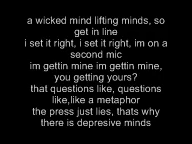 a wicked mind lifting minds, so
get in line
i set it right, i set it right, im on a
second mic
im gettin mine im gettin mine,
you getting yours?
that questions like, questions
like,like a metaphor
the press just lies, thats why
there is depresive minds